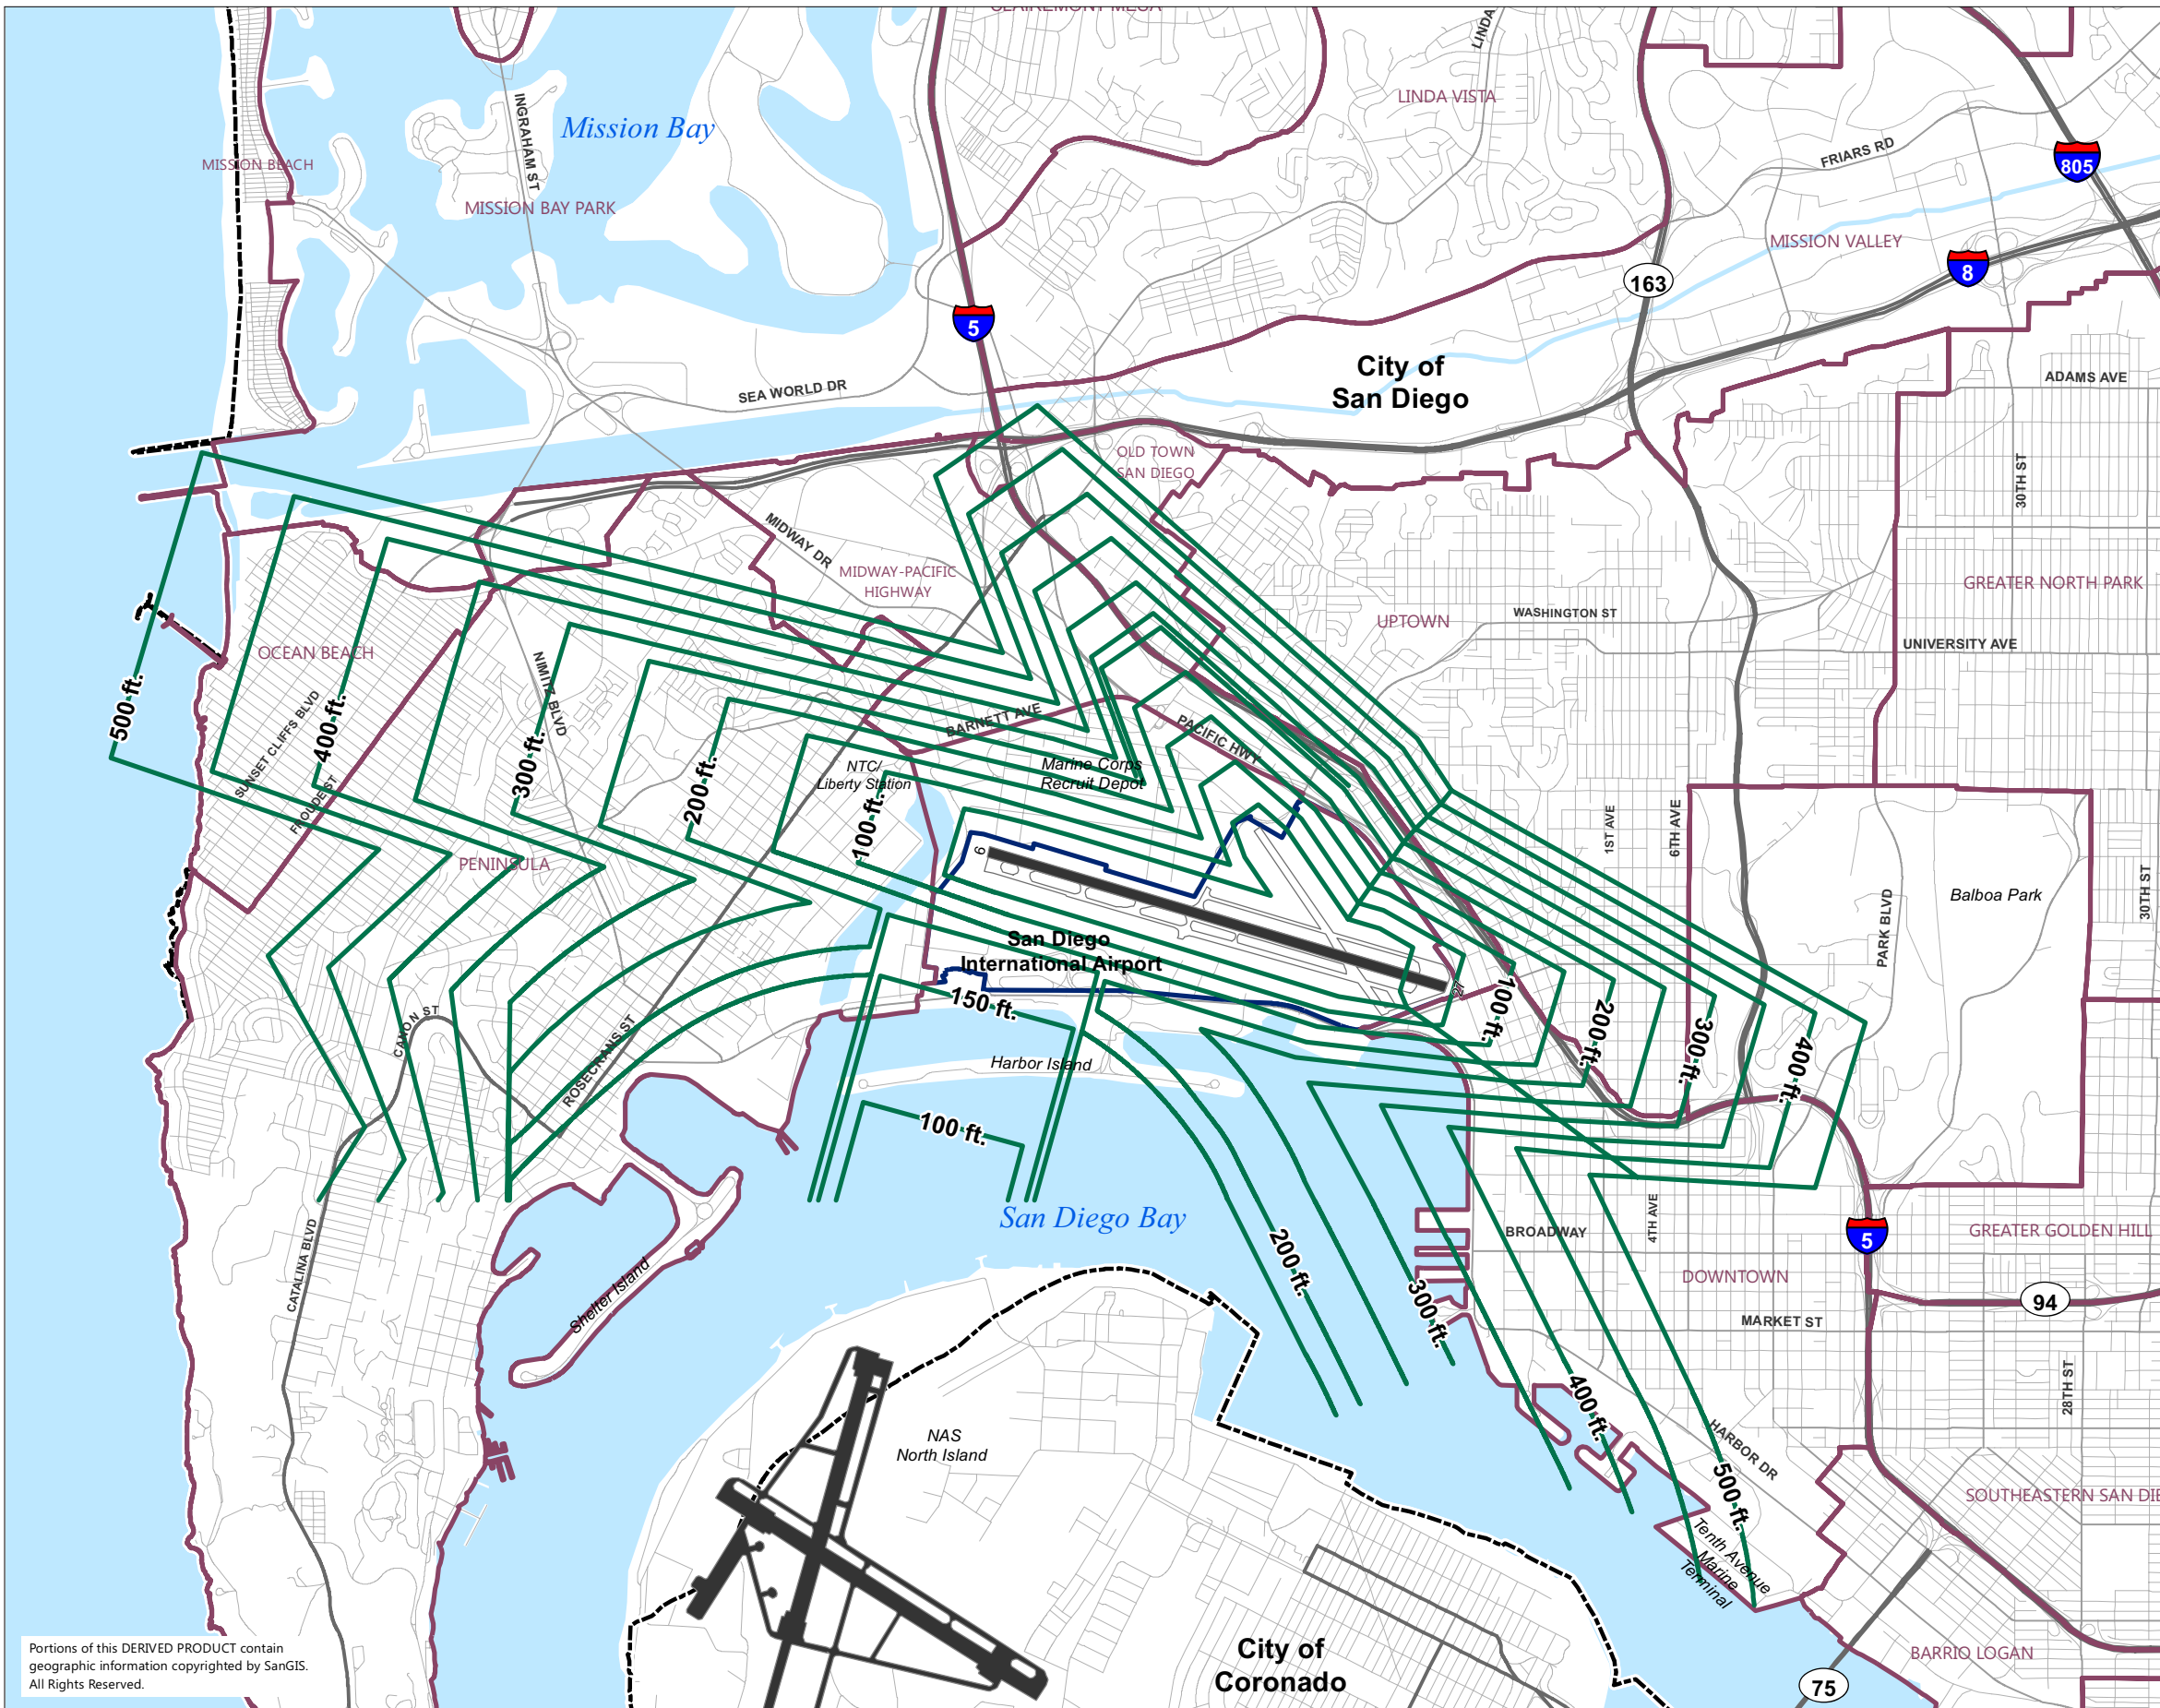 CLAIREMONT MESA
LINDA
LINDA VISTA
INGRAHAM ST
Mission Bay
MISSION BEACH
MISSION BAY PARK
FRIARS RD
805
MISSION VALLEY
8
163
5
City of
San Diego
SEA WORLD DR
ADAMS AVE
OLD TOWN
SAN DIEGO
30TH ST
MIDWAY DR
MIDWAY-PACIFIC
HIGHWAY
GREATER NORTH PARK
UPTOWN
WASHINGTON ST
UNIVERSITY AVE
OCEAN BEACH
NIMITZ BLVD
500 ft.
400 ft.
300 ft.
200 ft.
100 ft.
SUNSET CLIFFS BLVD
FROUDE ST
BARNETT AVE
PACIFIC HWY
NTC/
Liberty Station
Marine Corps
Recruit Depot
1ST AVE
6TH AVE
PENINSULA
6
Balboa Park
PARK BLVD
30TH ST
San Diego
International Airport
27
150 ft.
100 ft.
200 ft.
300 ft.
400 ft.
CANON ST
ROSECRANS ST
Harbor Island
100 ft.
San Diego Bay
CATALINA BLVD
Shelter Island
200 ft.
300 ft.
400 ft.
500 ft.
BROADWAY
4TH AVE
5
GREATER GOLDEN HILL
DOWNTOWN
94
MARKET ST
28TH ST
HARBOR DR
NAS
North Island
SOUTHEASTERN SAN DIE
Tenth Avenue
Marine
Terminal
City of
Coronado
BARRIO LOGAN
75
Portions of this DERIVED PRODUCT contain
geographic information copyrighted by SanGIS.
All Rights Reserved.